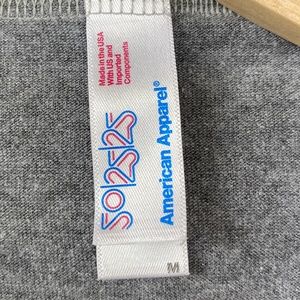 Made in the USA
With US and
Imported
Components
50/25/25
American Apparel®
M